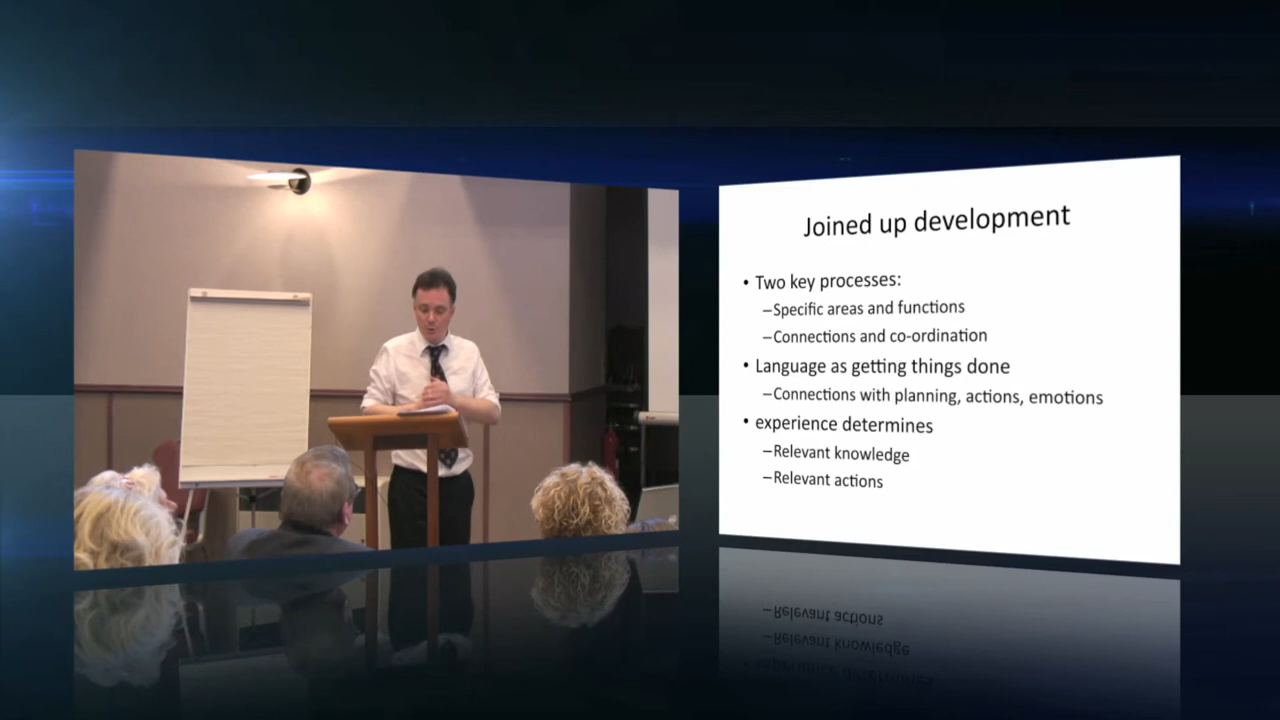 Joined up development
• Two key processes:
–Specific areas and functions
–Connections and co-ordination
• Language as getting things done
–Connections with planning, actions, emotions
• experience determines
–Relevant knowledge
–Relevant actions